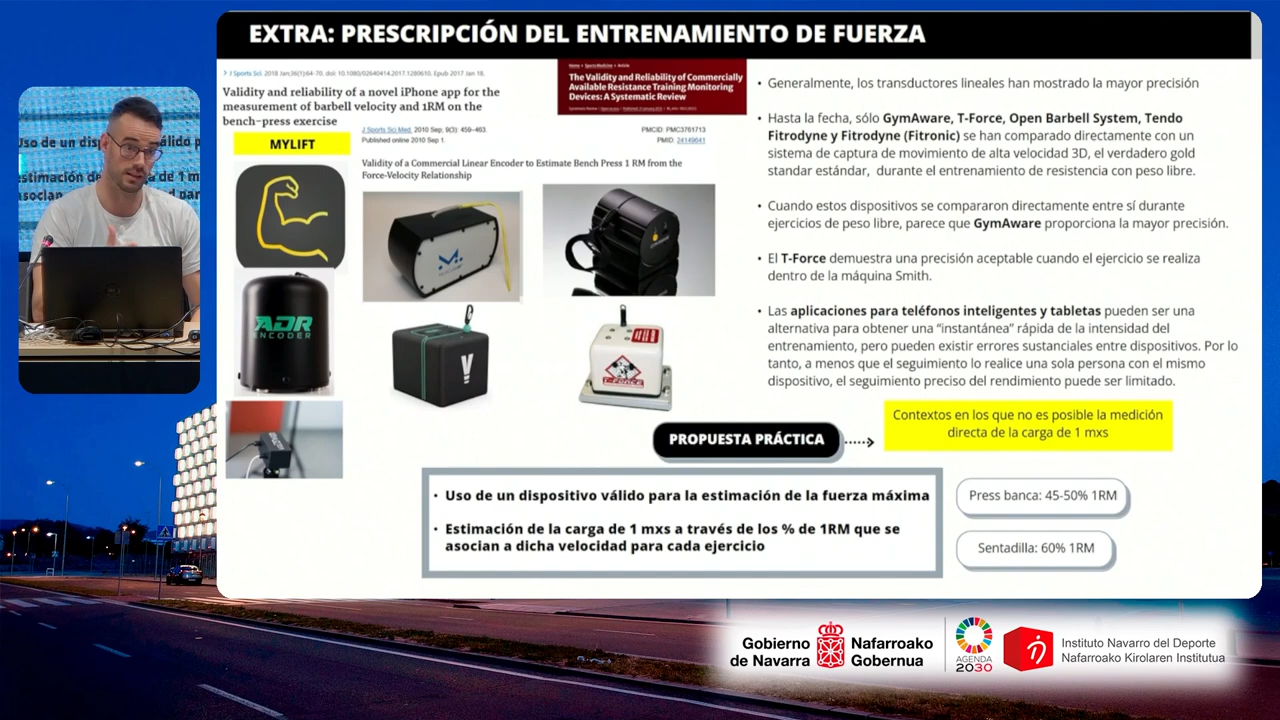 EXTRA: PRESCRIPCIÓN DEL ENTRENAMIENTO DE FUERZA
J Sports Sci. 2018 Jan;36(1):64-70. doi: 10.1080/02640414.2017.1280610. Epub 2017 Jan 18.
Validity and reliability of a novel iPhone app for the
measurement of barbell velocity and 1RM on the
bench-press exercise
MYLIFT
Home > Sports Medicine > Article
The Validity and Reliability of Commercially
Available Resistance Training Monitoring
Devices: A Systematic Review
J Sports Sci Med. 2010 Sep; 9(3): 459–463.
Published online 2010 Sep 1.
PMCID: PMC3761713
PMID: 24149641
Validity of a Commercial Linear Encoder to Estimate Bench Press 1 RM from the
Force-Velocity Relationship
ADR
ENCODER
T-FORCE
• Generalmente, los transductores lineales han mostrado la mayor precisión
• Hasta la fecha, sólo GymAware, T-Force, Open Barbell System, Tendo
Fitrodyne y Fitrodyne (Fitronic) se han comparado directamente con un
sistema de captura de movimiento de alta velocidad 3D, el verdadero gold
standar estándar, durante el entrenamiento de resistencia con peso libre.
• Cuando estos dispositivos se compararon directamente entre sí durante
ejercicios de peso libre, parece que GymAware proporciona la mayor precisión.
• El T-Force demuestra una precisión aceptable cuando el ejercicio se realiza
dentro de la máquina Smith.
• Las aplicaciones para teléfonos inteligentes y tabletas pueden ser una
alternativa para obtener una “instantánea” rápida de la intensidad del
entrenamiento, pero pueden existir errores sustanciales entre dispositivos. Por lo
tanto, a menos que el seguimiento lo realice una sola persona con el mismo
dispositivo, el seguimiento preciso del rendimiento puede ser limitado.
PROPUESTA PRÁCTICA
Contextos en los que no es posible la medición
directa de la carga de 1 mxs
• Uso de un dispositivo válido para la estimación de la fuerza máxima
• Estimación de la carga de 1 mxs a través de los % de 1RM que se
asocian a dicha velocidad para cada ejercicio
Press banca: 45-50% 1RM
Sentadilla: 60% 1RM
Gobierno
de Navarra
Nafarroako
Gobernua
AGENDA
2030
Instituto Navarro del Deporte
Nafarroako Kirolaren Institutua